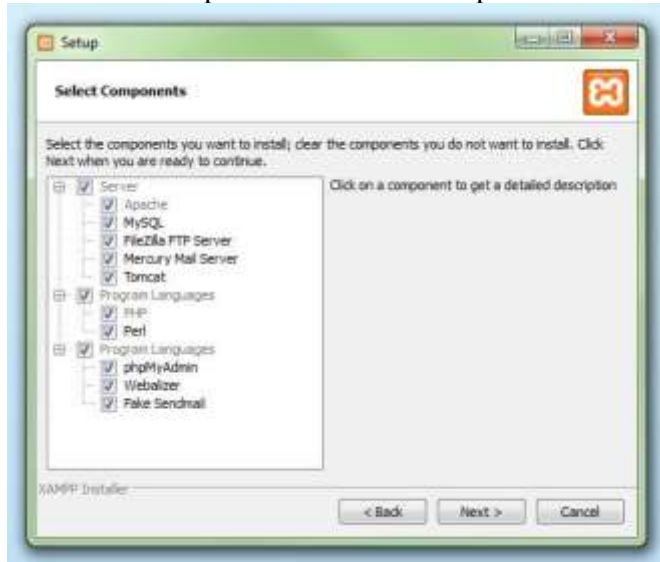 Setup
Select Components
Select the components you want to install; clear the components you do not want to install. Click
Next when you are ready to continue.
Server
Click on a component to get a detailed description
Apache
MySQL
FileZilla FTP Server
Mercury Mail Server
Tomcat
Program Languages
PHP
Perl
Program Languages
phpMyAdmin
Webalizer
Fake Sendmail
XAMPP Installer
< Back
Next >
Cancel